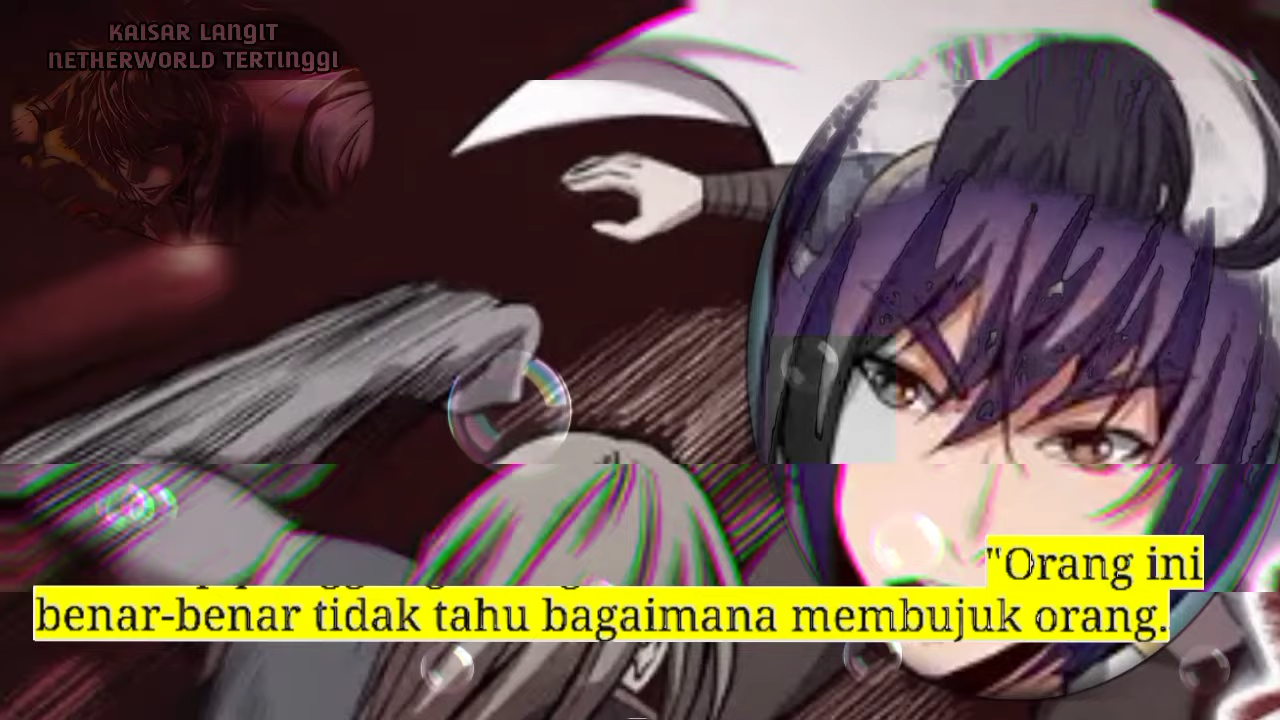 KAISAR LANGIT
NETHERWORLD TERTINGGI
"Orang ini
benar-benar tidak tahu bagaimana membujuk orang.